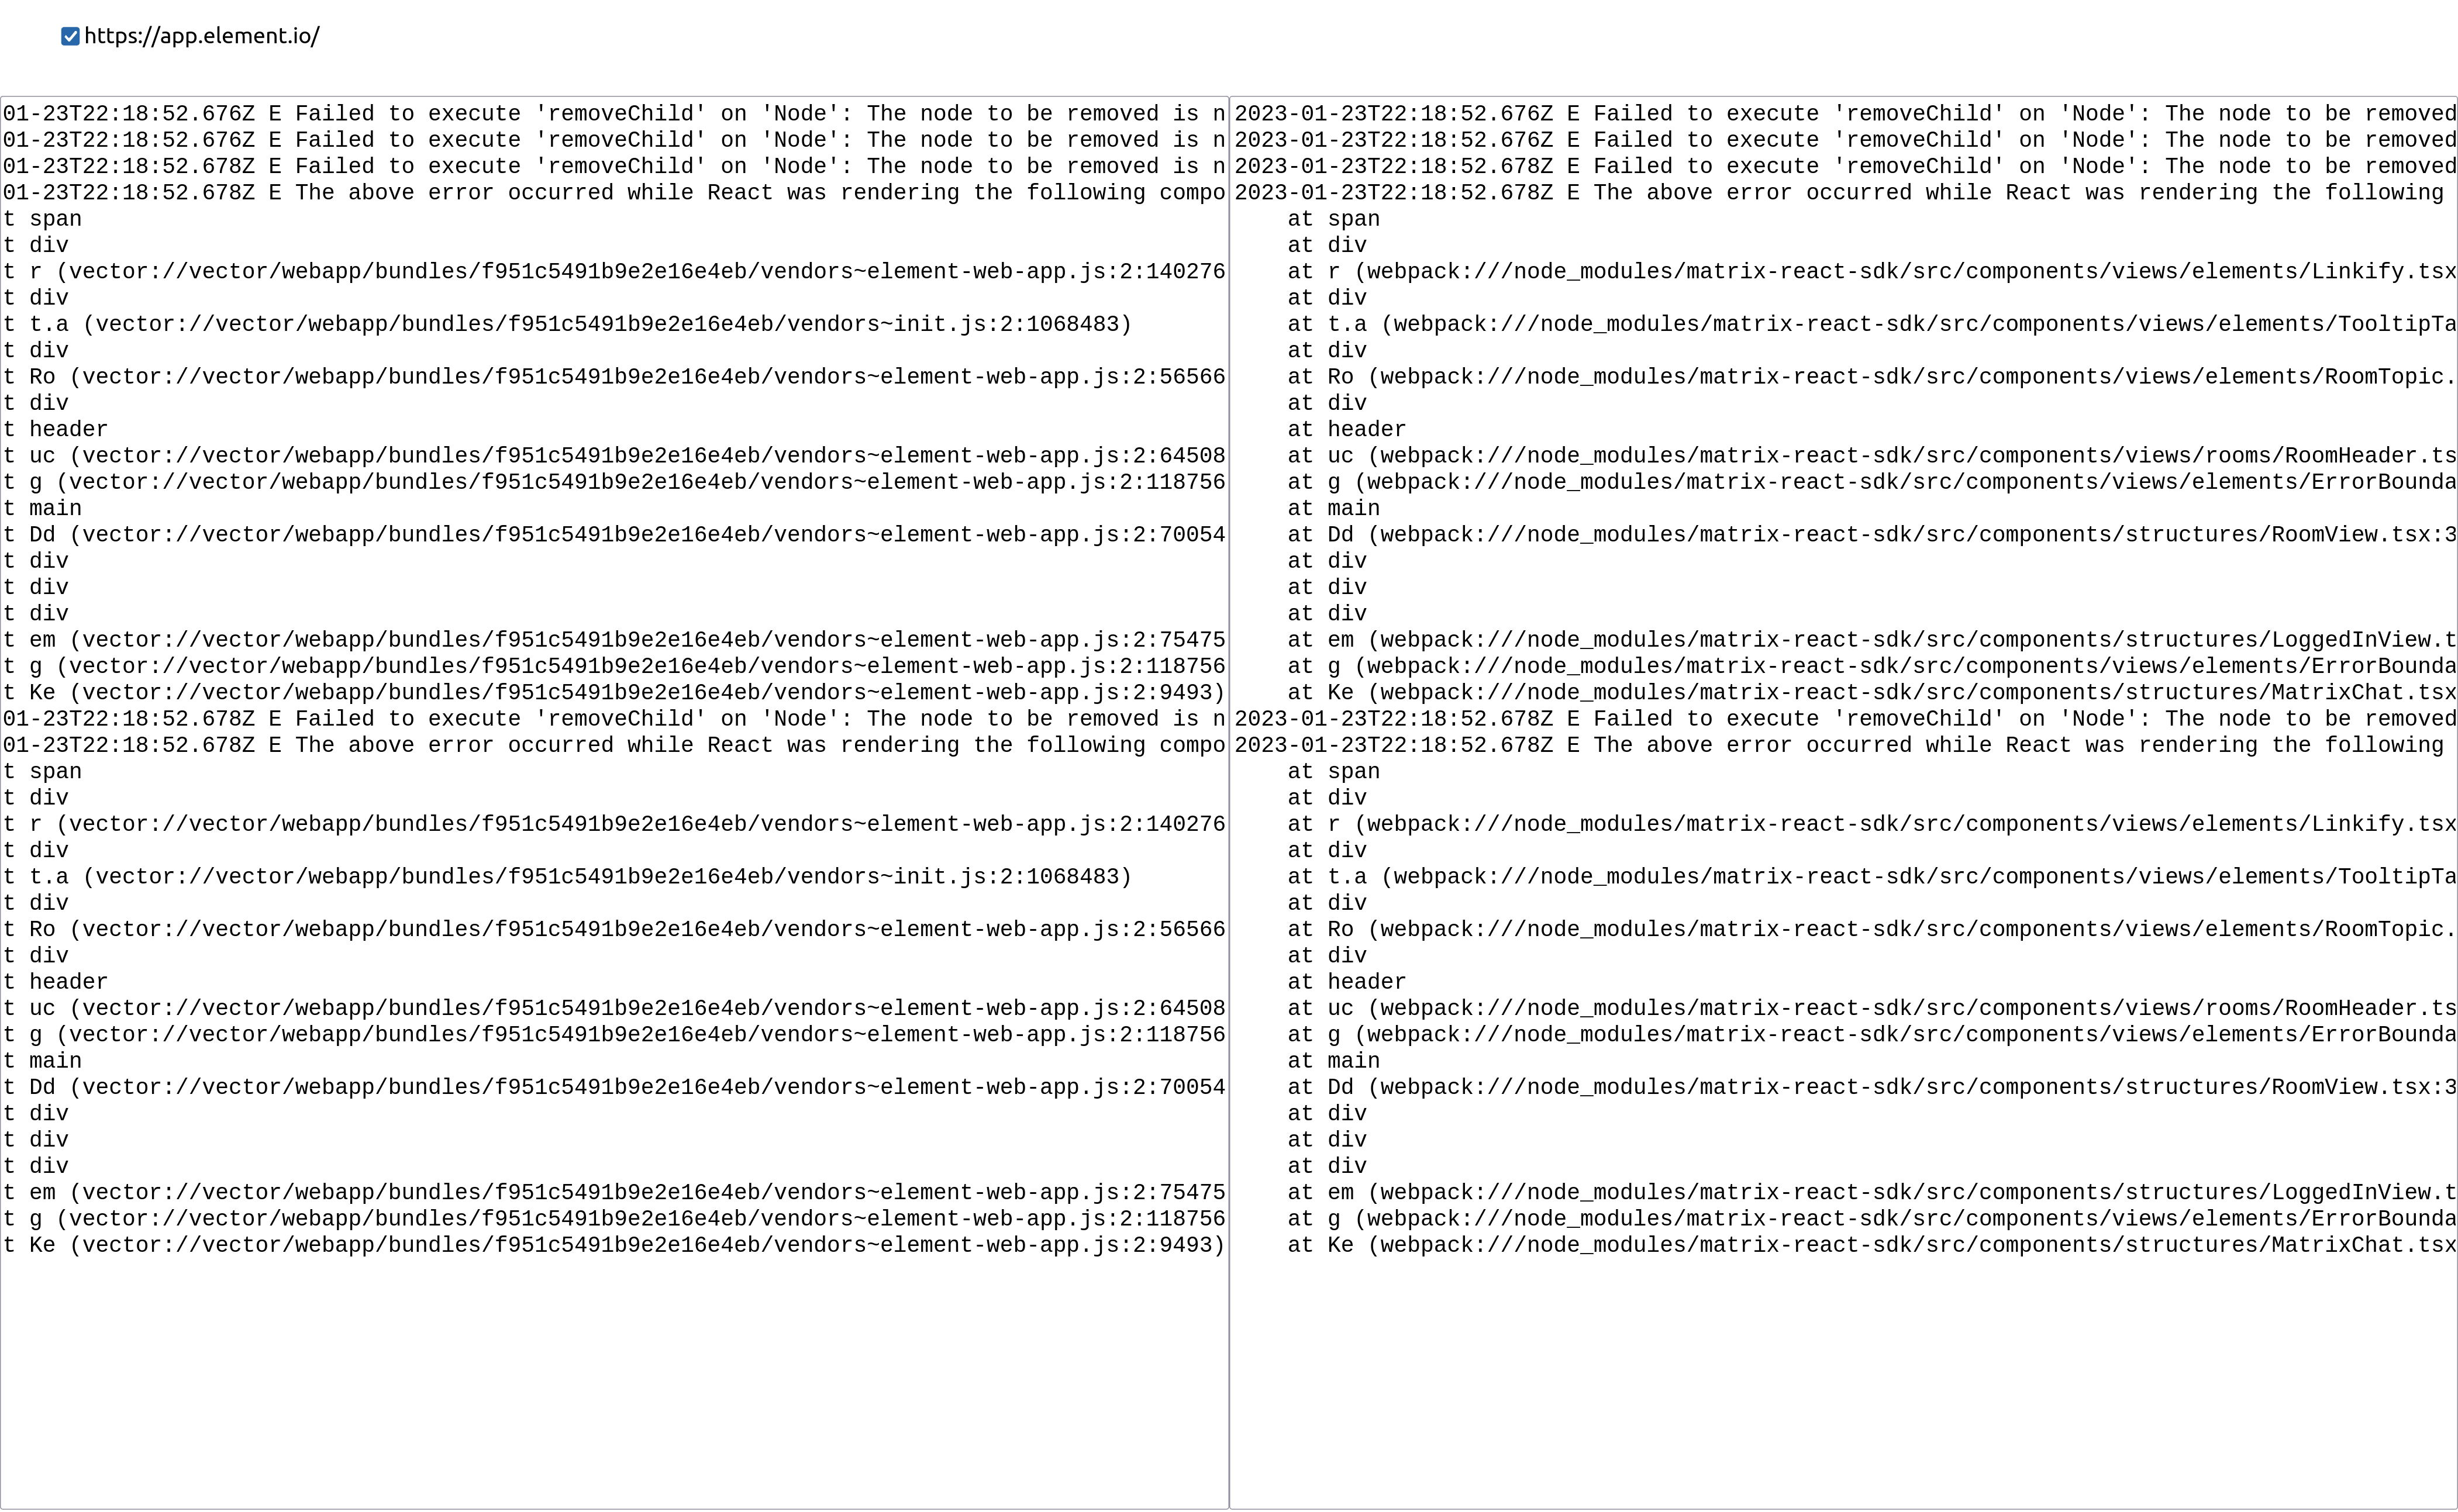 https://app.element.io/
01-23T22:18:52.676Z E Failed to execute 'removeChild' on 'Node': The node to be removed is n
01-23T22:18:52.676Z E Failed to execute 'removeChild' on 'Node': The node to be removed is n
01-23T22:18:52.678Z E Failed to execute 'removeChild' on 'Node': The node to be removed is n
01-23T22:18:52.678Z E The above error occurred while React was rendering the following compo
t span
t div
t r (vector://vector/webapp/bundles/f951c5491b9e2e16e4eb/vendors~element-web-app.js:2:140276
t div
t t.a (vector://vector/webapp/bundles/f951c5491b9e2e16e4eb/vendors~init.js:2:1068483)
t div
t Ro (vector://vector/webapp/bundles/f951c5491b9e2e16e4eb/vendors~element-web-app.js:2:56566
t div
t header
t uc (vector://vector/webapp/bundles/f951c5491b9e2e16e4eb/vendors~element-web-app.js:2:64508
t g (vector://vector/webapp/bundles/f951c5491b9e2e16e4eb/vendors~element-web-app.js:2:118756
t main
t Dd (vector://vector/webapp/bundles/f951c5491b9e2e16e4eb/vendors~element-web-app.js:2:70054
t div
t div
t div
t em (vector://vector/webapp/bundles/f951c5491b9e2e16e4eb/vendors~element-web-app.js:2:75475
t g (vector://vector/webapp/bundles/f951c5491b9e2e16e4eb/vendors~element-web-app.js:2:118756
t Ke (vector://vector/webapp/bundles/f951c5491b9e2e16e4eb/vendors~element-web-app.js:2:9493)
01-23T22:18:52.678Z E Failed to execute 'removeChild' on 'Node': The node to be removed is n
01-23T22:18:52.678Z E The above error occurred while React was rendering the following compo
t span
t div
t r (vector://vector/webapp/bundles/f951c5491b9e2e16e4eb/vendors~element-web-app.js:2:140276
t div
t t.a (vector://vector/webapp/bundles/f951c5491b9e2e16e4eb/vendors~init.js:2:1068483)
t div
t Ro (vector://vector/webapp/bundles/f951c5491b9e2e16e4eb/vendors~element-web-app.js:2:56566
t div
t header
t uc (vector://vector/webapp/bundles/f951c5491b9e2e16e4eb/vendors~element-web-app.js:2:64508
t g (vector://vector/webapp/bundles/f951c5491b9e2e16e4eb/vendors~element-web-app.js:2:118756
t main
t Dd (vector://vector/webapp/bundles/f951c5491b9e2e16e4eb/vendors~element-web-app.js:2:70054
t div
t div
t div
t em (vector://vector/webapp/bundles/f951c5491b9e2e16e4eb/vendors~element-web-app.js:2:75475
t g (vector://vector/webapp/bundles/f951c5491b9e2e16e4eb/vendors~element-web-app.js:2:118756
t Ke (vector://vector/webapp/bundles/f951c5491b9e2e16e4eb/vendors~element-web-app.js:2:9493)
2023-01-23T22:18:52.676Z E Failed to execute 'removeChild' on 'Node': The node to be removed
2023-01-23T22:18:52.676Z E Failed to execute 'removeChild' on 'Node': The node to be removed
2023-01-23T22:18:52.678Z E Failed to execute 'removeChild' on 'Node': The node to be removed
2023-01-23T22:18:52.678Z E The above error occurred while React was rendering the following
at span
at div
at r (webpack:///node_modules/matrix-react-sdk/src/components/views/elements/Linkify.tsx
at div
at t.a (webpack:///node_modules/matrix-react-sdk/src/components/views/elements/TooltipTa
at div
at Ro (webpack:///node_modules/matrix-react-sdk/src/components/views/elements/RoomTopic.
at div
at header
at uc (webpack:///node_modules/matrix-react-sdk/src/components/views/rooms/RoomHeader.ts
at g (webpack:///node_modules/matrix-react-sdk/src/components/views/elements/ErrorBounda
at main
at Dd (webpack:///node_modules/matrix-react-sdk/src/components/structures/RoomView.tsx:3
at div
at div
at div
at em (webpack:///node_modules/matrix-react-sdk/src/components/structures/LoggedInView.t
at g (webpack:///node_modules/matrix-react-sdk/src/components/views/elements/ErrorBounda
at Ke (webpack:///node_modules/matrix-react-sdk/src/components/structures/MatrixChat.tsx
2023-01-23T22:18:52.678Z E Failed to execute 'removeChild' on 'Node': The node to be removed
2023-01-23T22:18:52.678Z E The above error occurred while React was rendering the following
at span
at div
at r (webpack:///node_modules/matrix-react-sdk/src/components/views/elements/Linkify.tsx
at div
at t.a (webpack:///node_modules/matrix-react-sdk/src/components/views/elements/TooltipTa
at div
at Ro (webpack:///node_modules/matrix-react-sdk/src/components/views/elements/RoomTopic.
at div
at header
at uc (webpack:///node_modules/matrix-react-sdk/src/components/views/rooms/RoomHeader.ts
at g (webpack:///node_modules/matrix-react-sdk/src/components/views/elements/ErrorBounda
at main
at Dd (webpack:///node_modules/matrix-react-sdk/src/components/structures/RoomView.tsx:3
at div
at div
at div
at em (webpack:///node_modules/matrix-react-sdk/src/components/structures/LoggedInView.t
at g (webpack:///node_modules/matrix-react-sdk/src/components/views/elements/ErrorBounda
at Ke (webpack:///node_modules/matrix-react-sdk/src/components/structures/MatrixChat.tsx